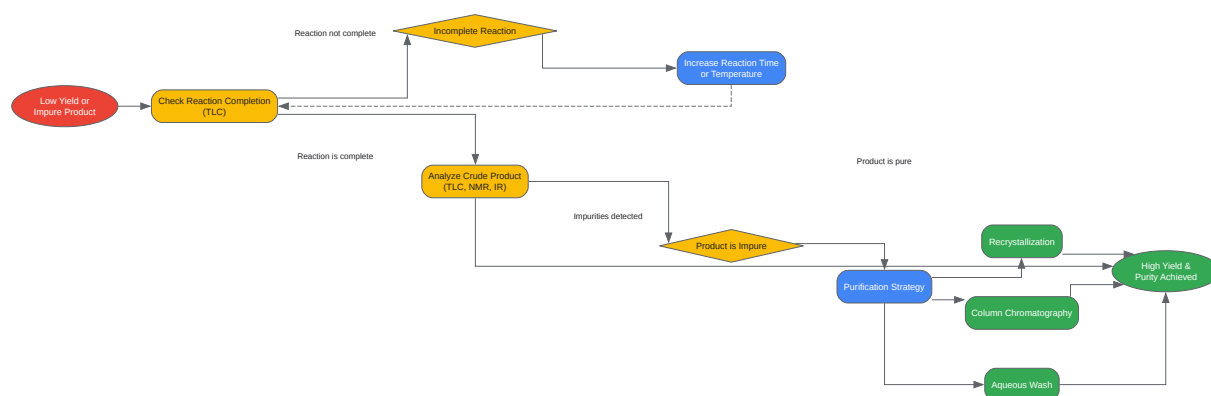 Reaction not complete
Incomplete Reaction
Increase Reaction Time
or Temperature
Low Yield or
Impure Product
Check Reaction Completion
(TLC)
Reaction is complete
Analyze Crude Product
(TLC, NMR, IR)
Product is pure
Impurities detected
Product is Impure
Recrystallization
High Yield &
Purity Achieved
Purification Strategy
Column Chromatography
Aqueous Wash